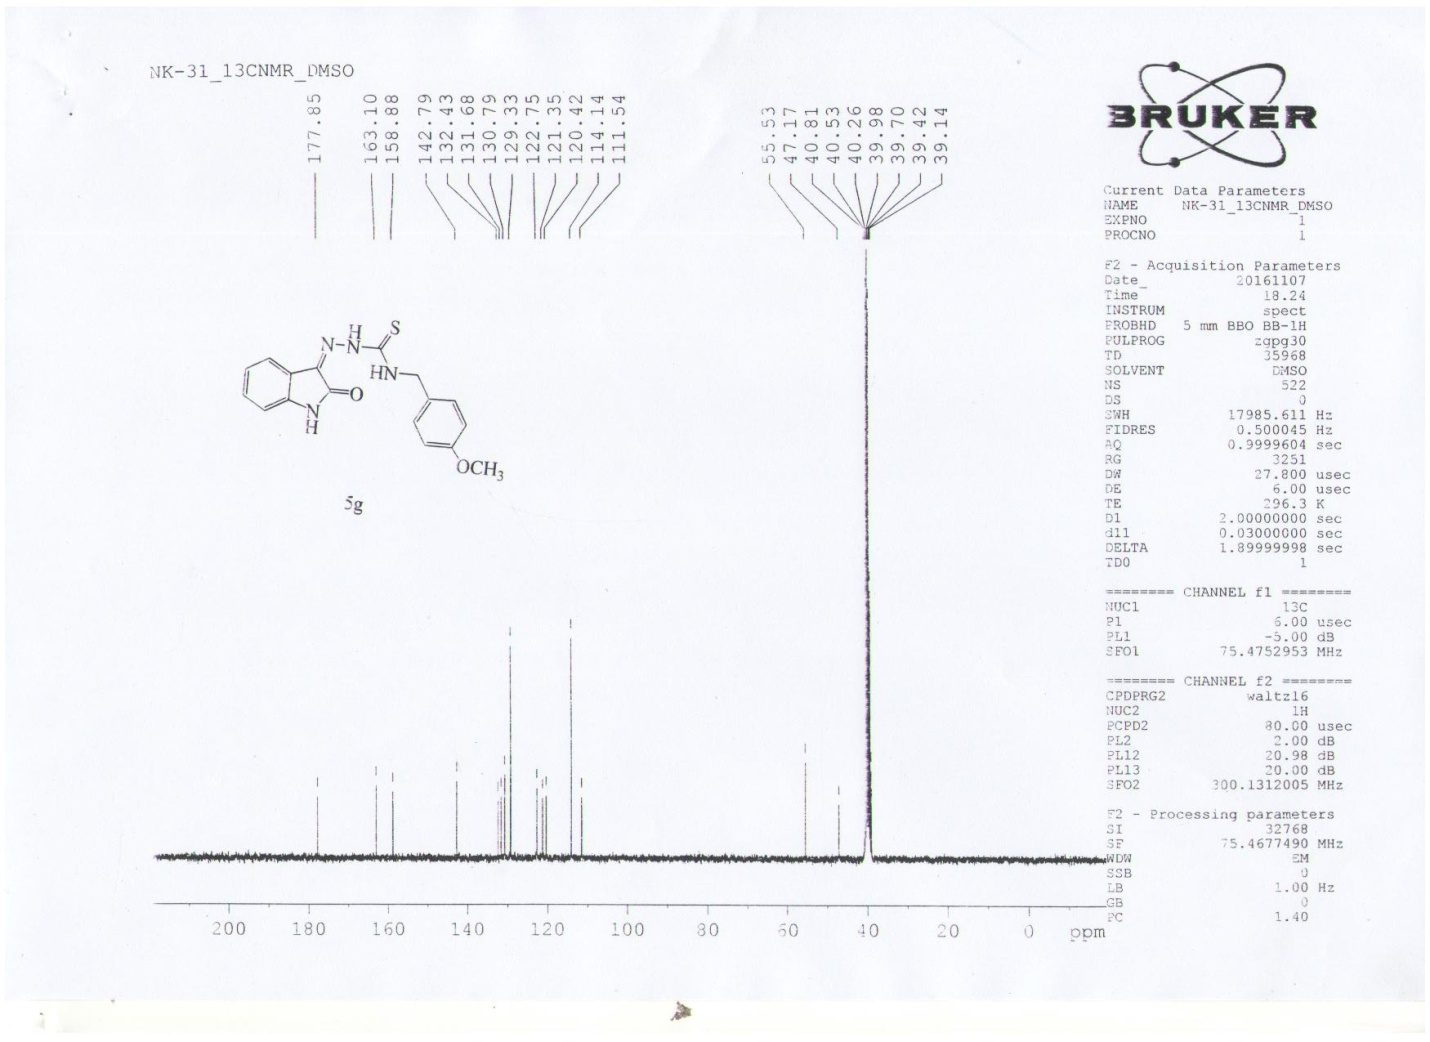 NK-31_13CNMR_DMSO
177.85
163.10
158.88
142.79
132.43
131.68
130.79
129.33
122.75
121.35
120.42
114.14
111.54
55.53
47.17
40.81
40.53
40.26
39.98
39.70
39.42
39.14
BRUKER
Current Data Parameters
NAME NK-31_13CNMR_DMSO
EXPNO 1
PROCNO 1
F2 - Acquisition Parameters
Date_ 20161107
Time 18.24
INSTRUM spect
PROBHD 5 mm BBO BB-1H
PULPROG zgpg30
TD 35968
SOLVENT DMSO
NS 522
DS 0
SWH 17985.611 Hz
FIDRES 0.500045 Hz
AQ 0.9999604 sec
RG 3251
DW 27.800 usec
DE 6.00 usec
TE 296.3 K
D1 2.00000000 sec
d11 0.03000000 sec
DELTA 1.89999998 sec
TD0 1
======== CHANNEL f1 ========
NUC1 13C
P1 6.00 usec
PL1 -5.00 dB
SFO1 75.4752953 MHz
======== CHANNEL f2 ========
CPDPRG2 waltz16
NUC2 1H
PCPD2 80.00 usec
PL2 2.00 dB
PL12 20.98 dB
PL13 20.00 dB
SFO2 300.1312005 MHz
F2 - Processing parameters
SI 32768
SF 75.4677490 MHz
WDW EM
SSB 0
LB 1.00 Hz
GB 0
PC 1.40
H
S
N-N
HN
O
N
H
OCH3
5g
200 180 160 140 120 100 80 60 40 20 0 ppm